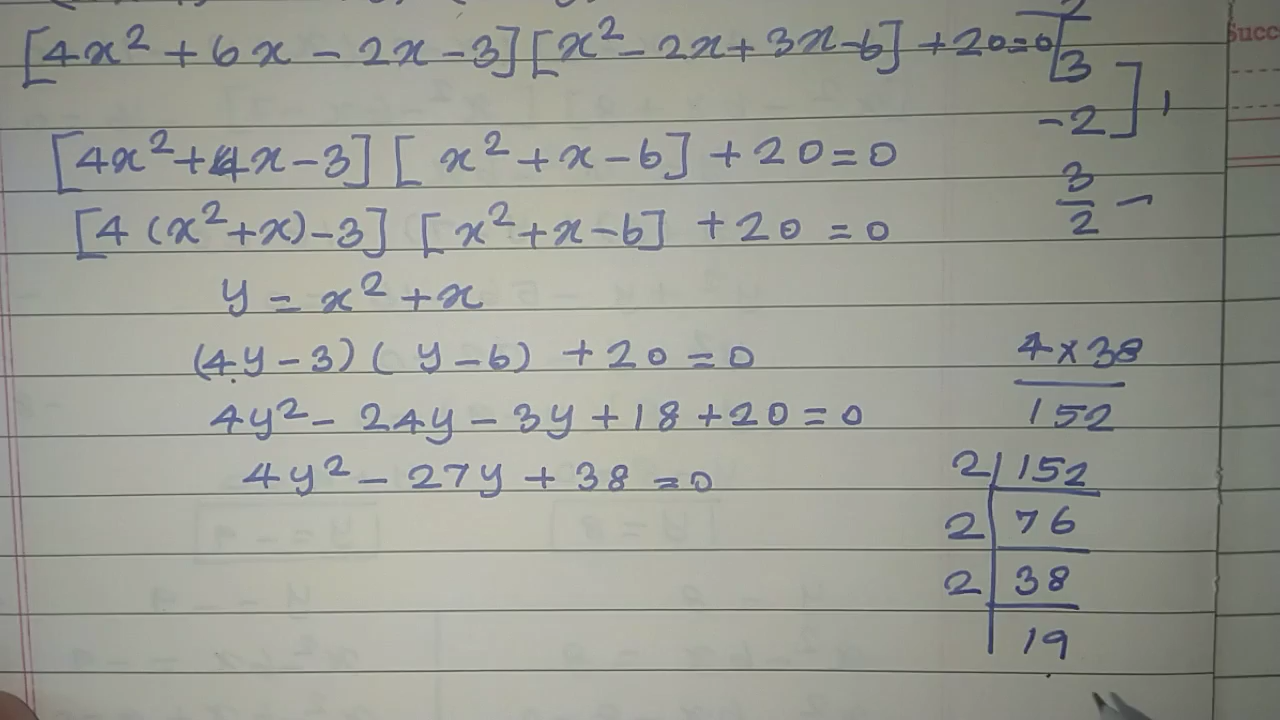 [4x² + 6x - 2x - 3] [x² - 2x + 3x - 6] + 20 = 0
[4x² + 4x - 3] [x² + x - 6] + 20 = 0
[4 (x² + x) - 3] [x² + x - 6] + 20 = 0
y = x² + x
(4y - 3) (y - 6) + 20 = 0
4y² - 24y - 3y + 18 + 20 = 0
4y² - 27y + 38 = 0
3
-2
3/2 -
4 x 38
152
2 | 152
2 | 76
2 | 38
19
Succ